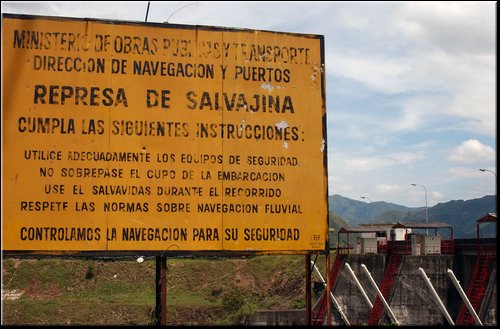 MINISTERIO DE OBRAS PUBLICAS Y TRANSPORTE
DIRECCION DE NAVEGACION Y PUERTOS
REPRESA DE SALVAJINA
CUMPLA LAS SIGUIENTES INSTRUCCIONES:
UTILICE ADECUADAMENTE LOS EQUIPOS DE SEGURIDAD.
NO SOBREPASE EL CUPO DE LA EMBARCACION
USE EL SALVAVIDAS DURANTE EL RECORRIDO
RESPETE LAS NORMAS SOBRE NAVEGACION FLUVIAL
CONTROLAMOS LA NAVEGACION PARA SU SEGURIDAD